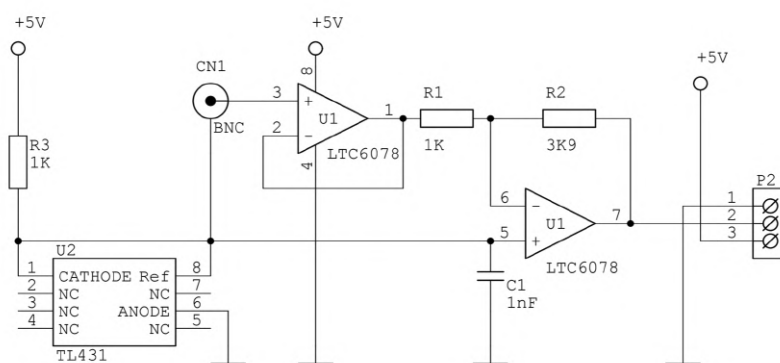 +5V
+5V
+5V
CN1
BNC
8
3
+
U1
1
2
−
4
LTC6078
R1
1K
R2
3K9
R3
1K
P2
1
2
3
6
−
U1
7
5
+
LTC6078
C1
1nF
U2
1 CATHODE Ref 8
2 NC NC 7
3 NC ANODE 6
4 NC NC 5
TL431